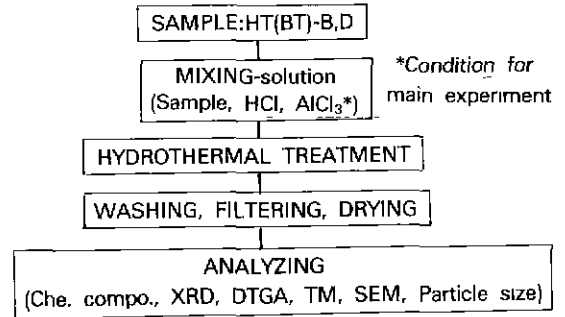 SAMPLE:HT(BT)-B,D
MIXING-solution
(Sample, HCl, AlCl₃*)
*Condition for
main experiment
HYDROTHERMAL TREATMENT
WASHING, FILTERING, DRYING
ANALYZING
(Che. compo., XRD, DTGA, TM, SEM, Particle size)